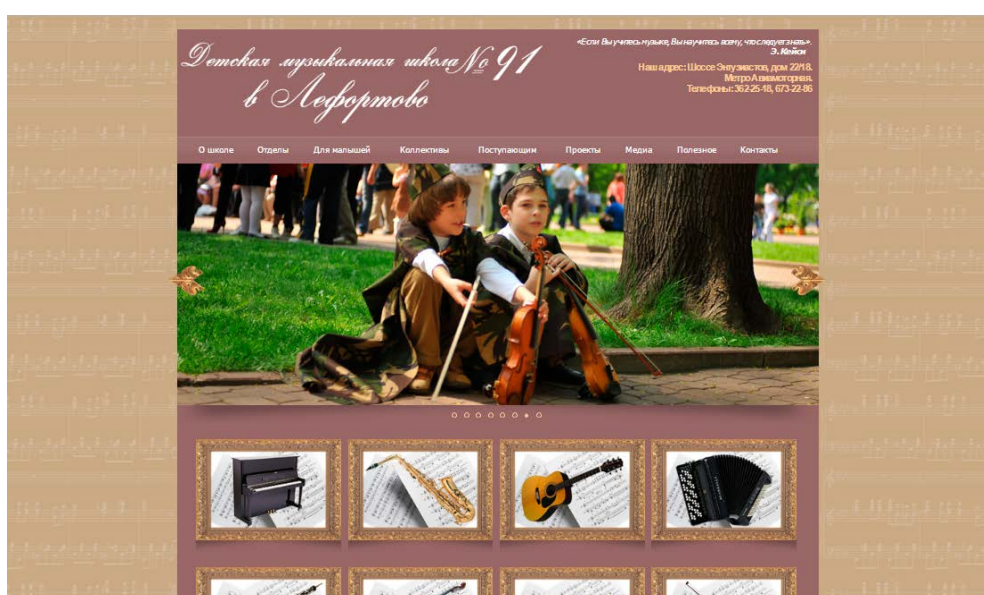 Детская музыкальная школа № 91
в Лефортово
«Если Вы учитесь музыке, Вы научитесь всему, что следует знать».
Э. Кейси
Наш адрес: Шоссе Энтузиастов, дом 22/18.
Метро Авиамоторная.
Телефоны: 362-25-18, 673-22-86
О школе Отделы Для малышей Коллективы Поступающим Проекты Медиа Полезное Контакты